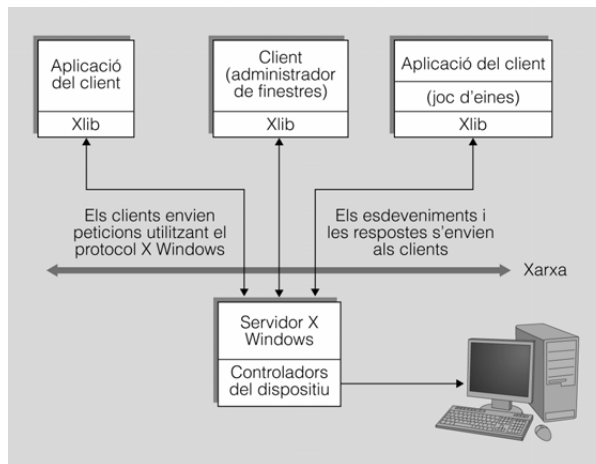 Aplicació
del client
Xlib
Client
(administrador
de finestres)
Xlib
Aplicació del client
(joc d'eines)
Xlib
Els clients envien
peticions utilitzant el
protocol X Windows
Els esdeveniments i
les respostes s'envien
als clients
Xarxa
Servidor X
Windows
Controladors
del dispositiu